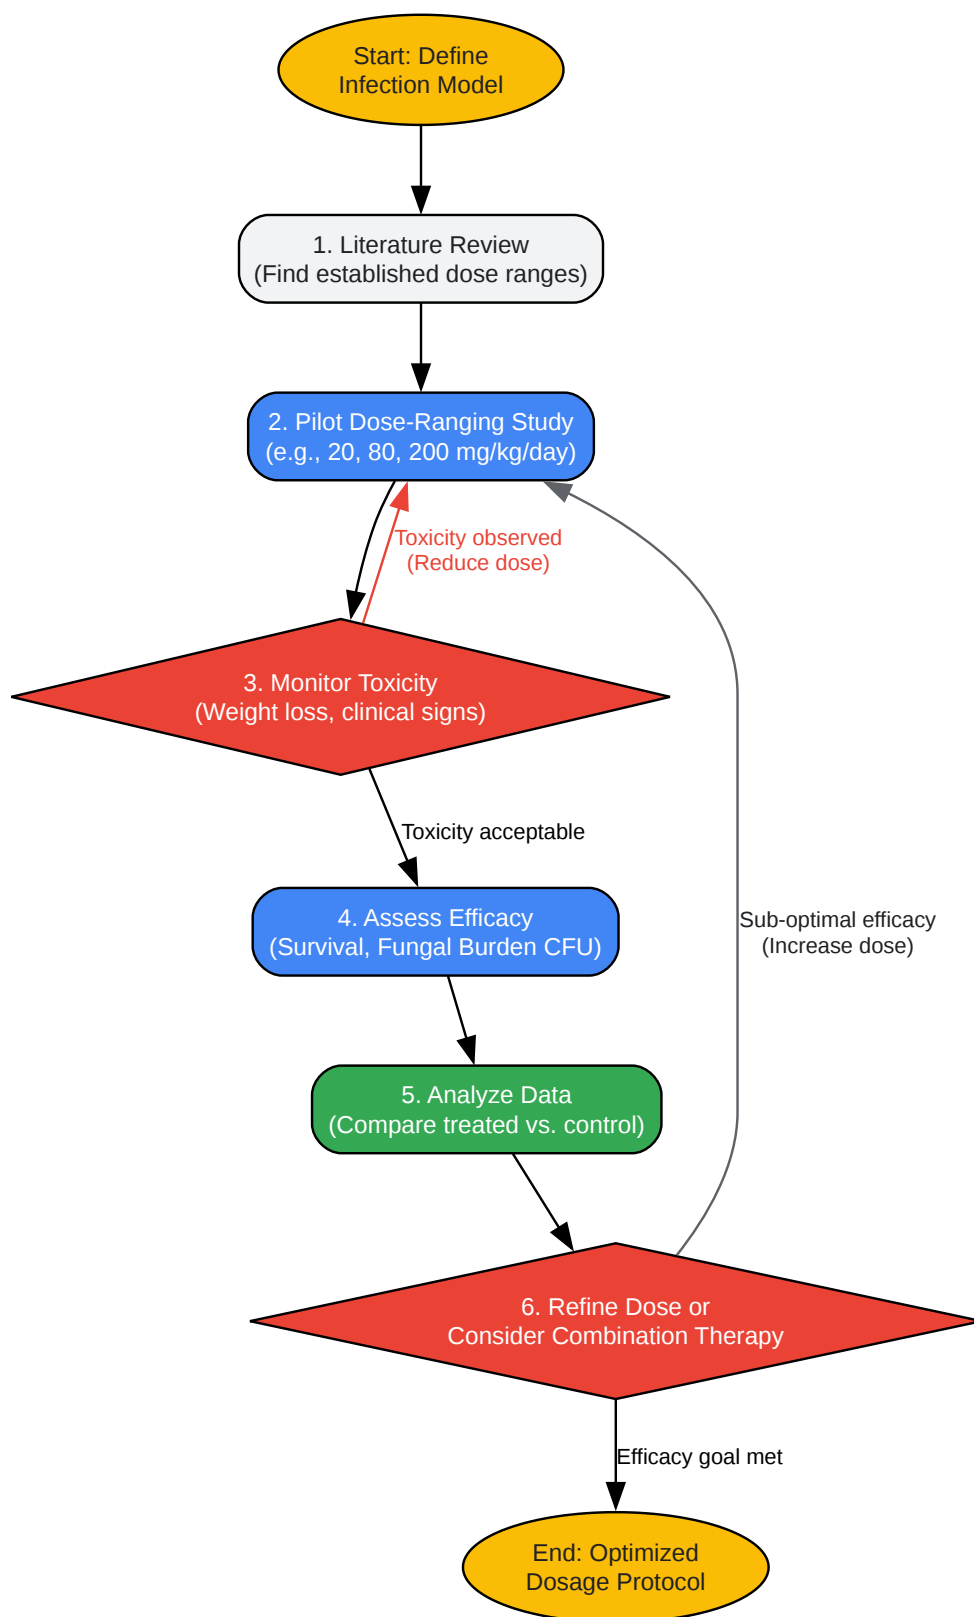 Start: Define
Infection Model
1. Literature Review
(Find established dose ranges)
2. Pilot Dose-Ranging Study
(e.g., 20, 80, 200 mg/kg/day)
Toxicity observed
(Reduce dose)
3. Monitor Toxicity
(Weight loss, clinical signs)
Toxicity acceptable
4. Assess Efficacy
(Survival, Fungal Burden CFU)
Sub-optimal efficacy
(Increase dose)
5. Analyze Data
(Compare treated vs. control)
6. Refine Dose or
Consider Combination Therapy
Efficacy goal met
End: Optimized
Dosage Protocol